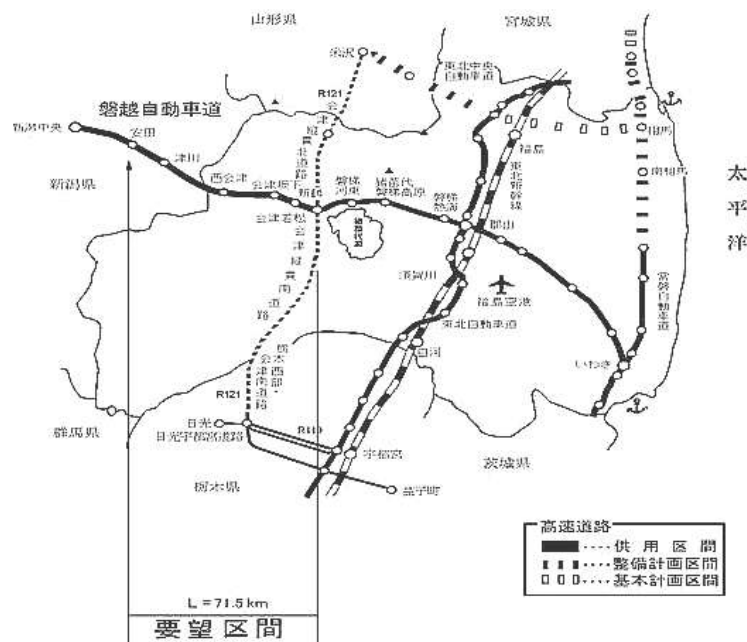 山形県
宮城県
米沢
東北中央
自動車道
R121
会津縦貫北道路
磐越自動車道
新潟中央
安田
津川
新潟県
西会津
会津坂下
新鶴
会津若松
磐梯
河東
猪苗代
磐梯高原
磐梯
熱海
郡山
福島
東北新幹線
相馬
南相馬
太平洋
猪苗代湖
会津縦貫南道路
須賀川
福島空港
東北自動車道
白河
常磐自動車道
いわき
栃木西部・
会津南道路
R121
群馬県
日光
日光宇都宮道路
R119
宇都宮
益子町
栃木県
茨城県
高速道路
供用区間
整備計画区間
基本計画区間
L=71.5km
要望区間